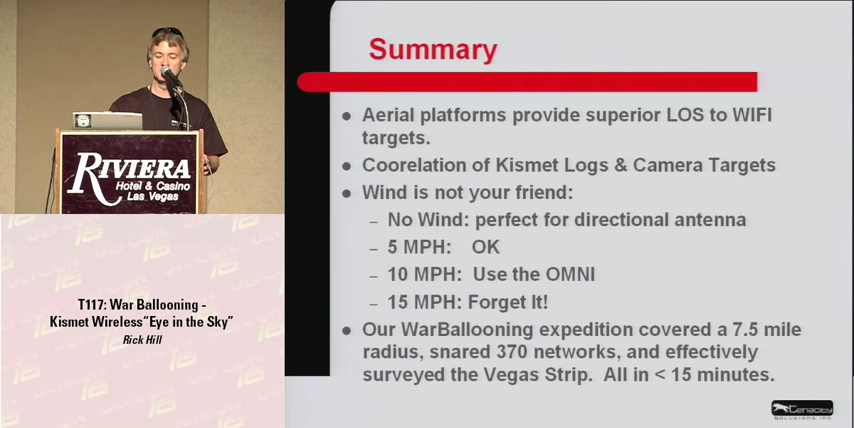 RIVIERA
Hotel & Casino
Las Vegas
T117: War Ballooning -
Kismet Wireless“Eye in the Sky”
Rick Hill
Summary
• Aerial platforms provide superior LOS to WIFI
targets.
• Coorelation of Kismet Logs & Camera Targets
• Wind is not your friend:
– No Wind: perfect for directional antenna
– 5 MPH: OK
– 10 MPH: Use the OMNI
– 15 MPH: Forget It!
• Our WarBallooning expedition covered a 7.5 mile
radius, snared 370 networks, and effectively
surveyed the Vegas Strip. All in < 15 minutes.
Tenacity
SOLUTIONS INC